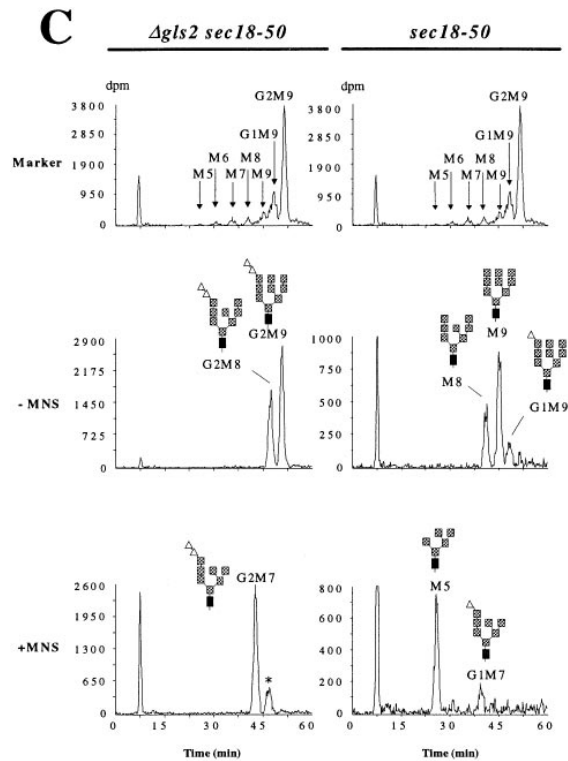 C
Δgls2 sec18-50 sec18-50
dpm dpm
Marker
3800
2850
1900
950
0
M5 M6 M7 M8 M9 G1M9 G2M9
3800
2850
1900
950
0
M5 M6 M7 M8 M9 G1M9 G2M9
- MNS
2900
2175
1450
725
0
G2M8 G2M9
1000
750
500
250
0
M8 M9 G1M9
+MNS
2600
1950
1300
650
0
G2M7 *
800
600
400
200
0
M5 G1M7
0 15 30 45 60 0 15 30 45 60
Time (min) Time (min)